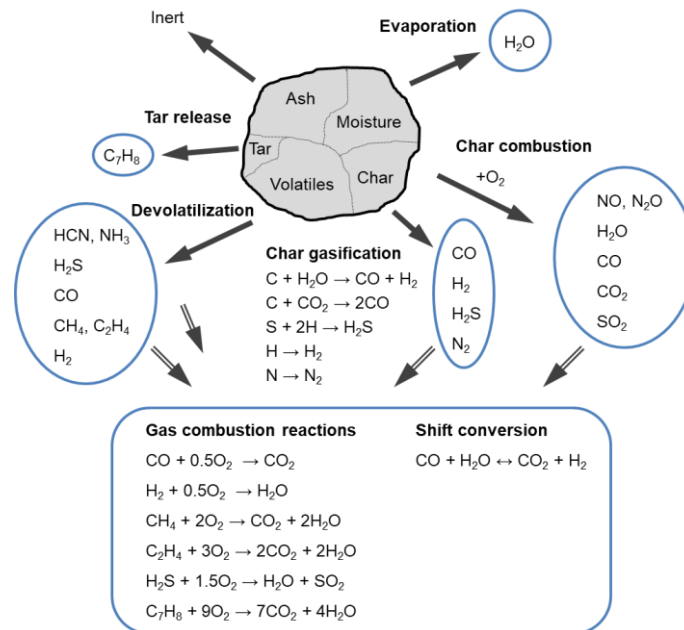 Inert
Evaporation
H₂O
Ash
Moisture
Tar release
Tar
C₇H₈
Volatiles
Char
Char combustion
+O₂
Devolatilization
HCN, NH₃
H₂S
CO
CH₄, C₂H₄
H₂
Char gasification
C + H₂O → CO + H₂
C + CO₂ → 2CO
S + 2H → H₂S
H → H₂
N → N₂
CO
H₂
H₂S
N₂
NO, N₂O
H₂O
CO
CO₂
SO₂
Gas combustion reactions
CO + 0.5O₂ → CO₂
H₂ + 0.5O₂ → H₂O
CH₄ + 2O₂ → CO₂ + 2H₂O
C₂H₄ + 3O₂ → 2CO₂ + 2H₂O
H₂S + 1.5O₂ → H₂O + SO₂
C₇H₈ + 9O₂ → 7CO₂ + 4H₂O
Shift conversion
CO + H₂O ↔ CO₂ + H₂